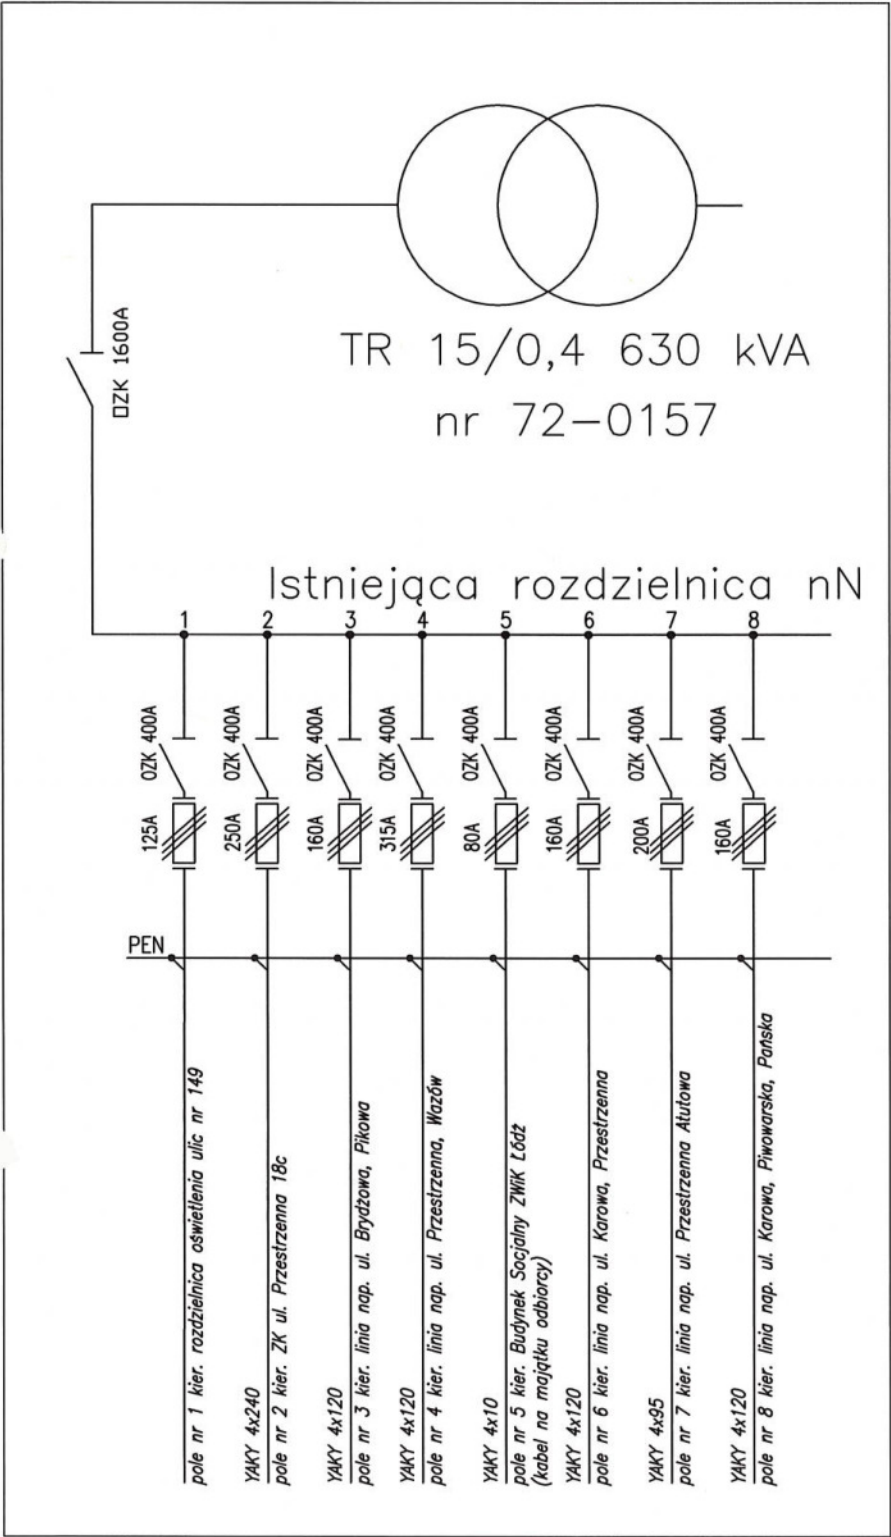 TR 15/0,4 630 kVA
nr 72-0157
OZK 1600A
Istniejąca rozdzielnica nN
1 2 3 4 5 6 7 8
OZK 400A
OZK 400A
OZK 400A
OZK 400A
OZK 400A
OZK 400A
OZK 400A
OZK 400A
125A
250A
160A
315A
80A
160A
200A
160A
PEN
pole nr 1 kier. rozdzielnica oświetlenia ulic nr 149
YAKY 4x240
pole nr 2 kier. ZK ul. Przestrzenna 18c
YAKY 4x120
pole nr 3 kier. linia nap. ul. Brydżowa, Pikowa
YAKY 4x120
pole nr 4 kier. linia nap. ul. Przestrzenna, Wazów
YAKY 4x10
pole nr 5 kier. Budynek Socjalny ZWiK Łódź
(kabel na majątku odbiorcy)
YAKY 4x120
pole nr 6 kier. linia nap. ul. Karowa, Przestrzenna
YAKY 4x95
pole nr 7 kier. linia nap. ul. Przestrzenna Atutowa
YAKY 4x120
pole nr 8 kier. linia nap. ul. Karowa, Piwowarska, Pańska